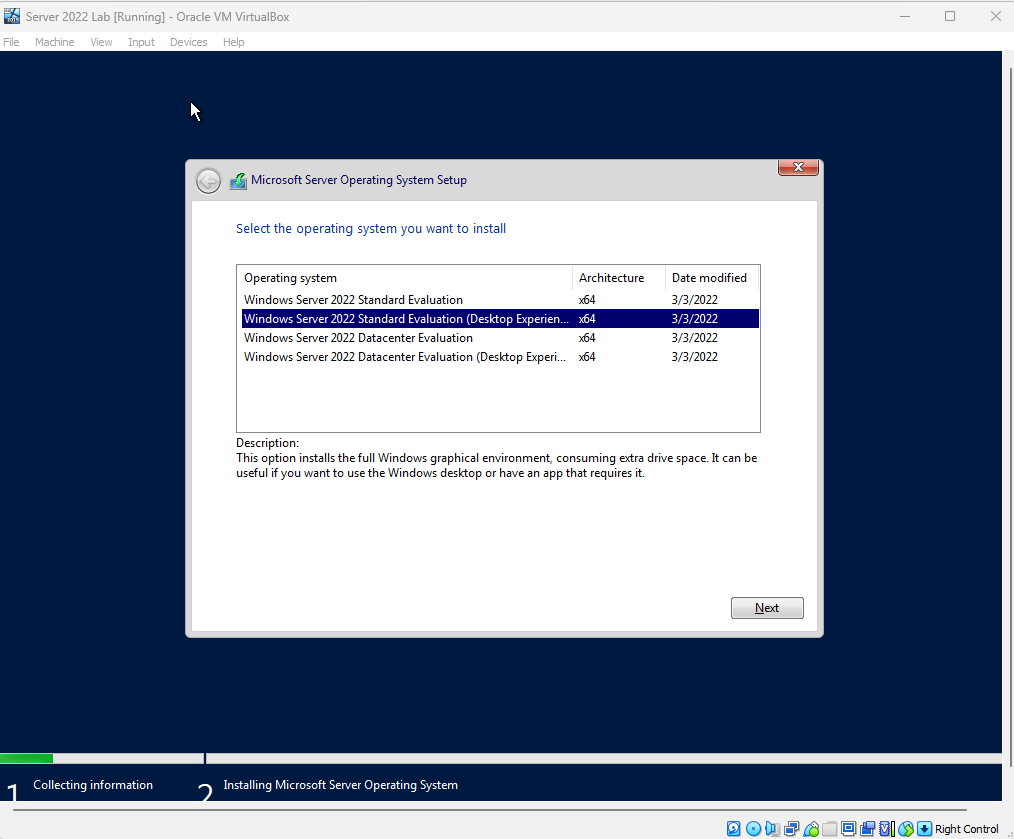 Server 2022 Lab [Running] - Oracle VM VirtualBox
File Machine View Input Devices Help
Microsoft Server Operating System Setup
Select the operating system you want to install
Operating system Architecture Date modified
Windows Server 2022 Standard Evaluation x64 3/3/2022
Windows Server 2022 Standard Evaluation (Desktop Experien... x64 3/3/2022
Windows Server 2022 Datacenter Evaluation x64 3/3/2022
Windows Server 2022 Datacenter Evaluation (Desktop Experi... x64 3/3/2022
Description:
This option installs the full Windows graphical environment, consuming extra drive space. It can be
useful if you want to use the Windows desktop or have an app that requires it.
Next
1 Collecting information 2 Installing Microsoft Server Operating System
Right Control